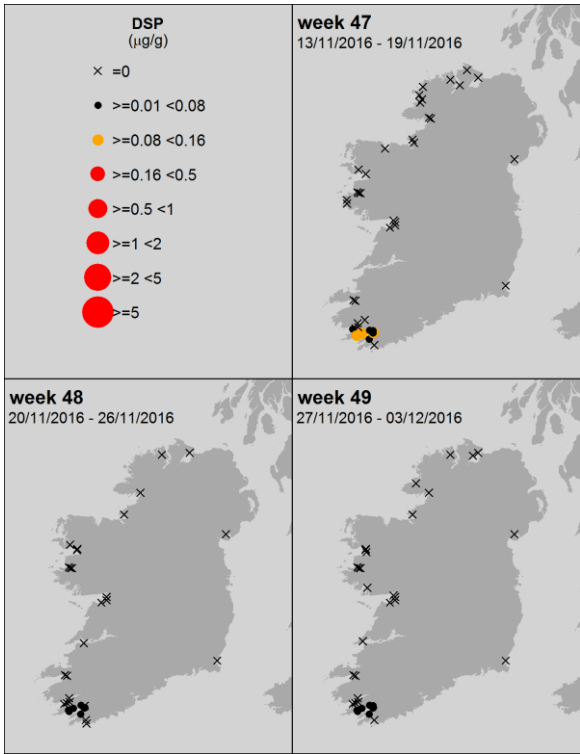 DSP
(µg/g)
=0
>=0.01 <0.08
>=0.08 <0.16
>=0.16 <0.5
>=0.5 <1
>=1 <2
>=2 <5
>=5
week 47
13/11/2016 - 19/11/2016
week 48
20/11/2016 - 26/11/2016
week 49
27/11/2016 - 03/12/2016